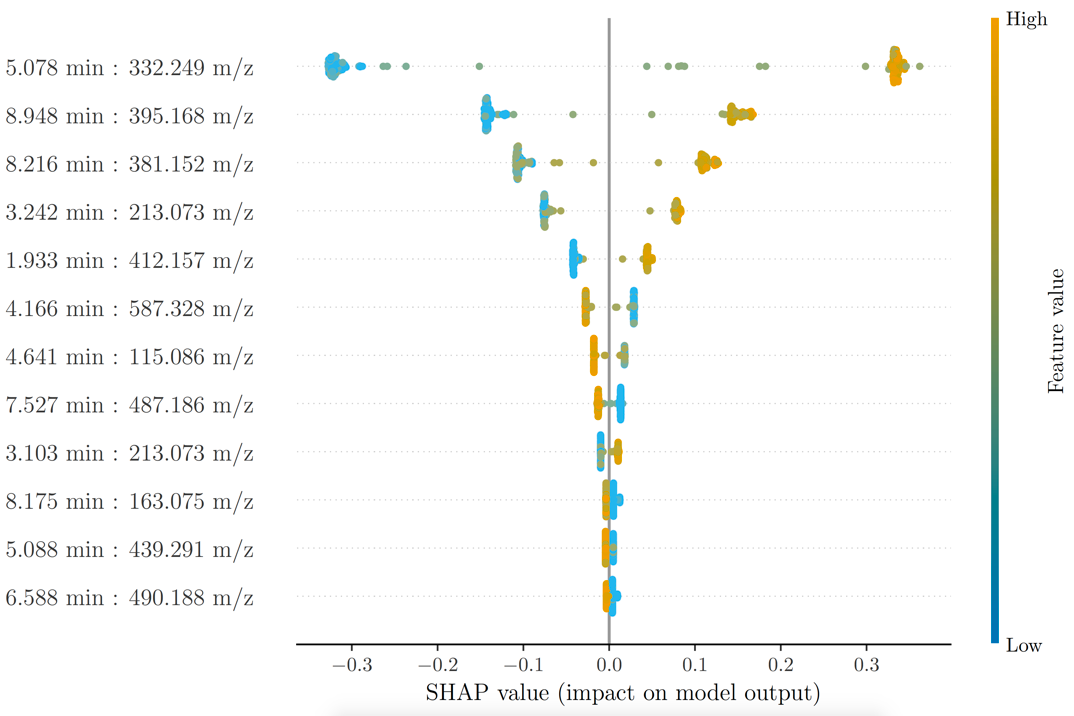 High
5.078 min : 332.249 m/z
8.948 min : 395.168 m/z
8.216 min : 381.152 m/z
3.242 min : 213.073 m/z
1.933 min : 412.157 m/z
4.166 min : 587.328 m/z
4.641 min : 115.086 m/z
7.527 min : 487.186 m/z
3.103 min : 213.073 m/z
8.175 min : 163.075 m/z
5.088 min : 439.291 m/z
6.588 min : 490.188 m/z
Feature value
Low
−0.3 −0.2 −0.1 0.0 0.1 0.2 0.3
SHAP value (impact on model output)